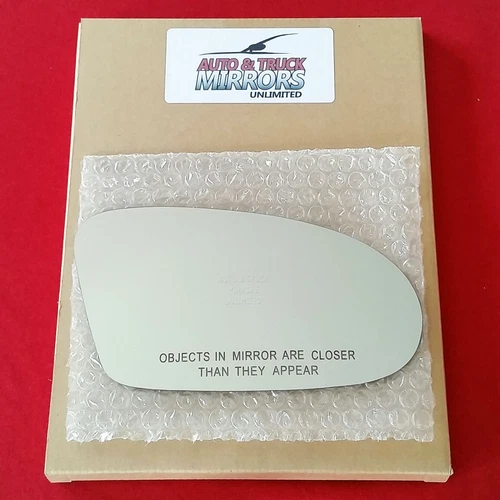 AUTO & TRUCK
MIRRORS
UNLIMITED
OBJECTS IN MIRROR ARE CLOSER
THAN THEY APPEAR